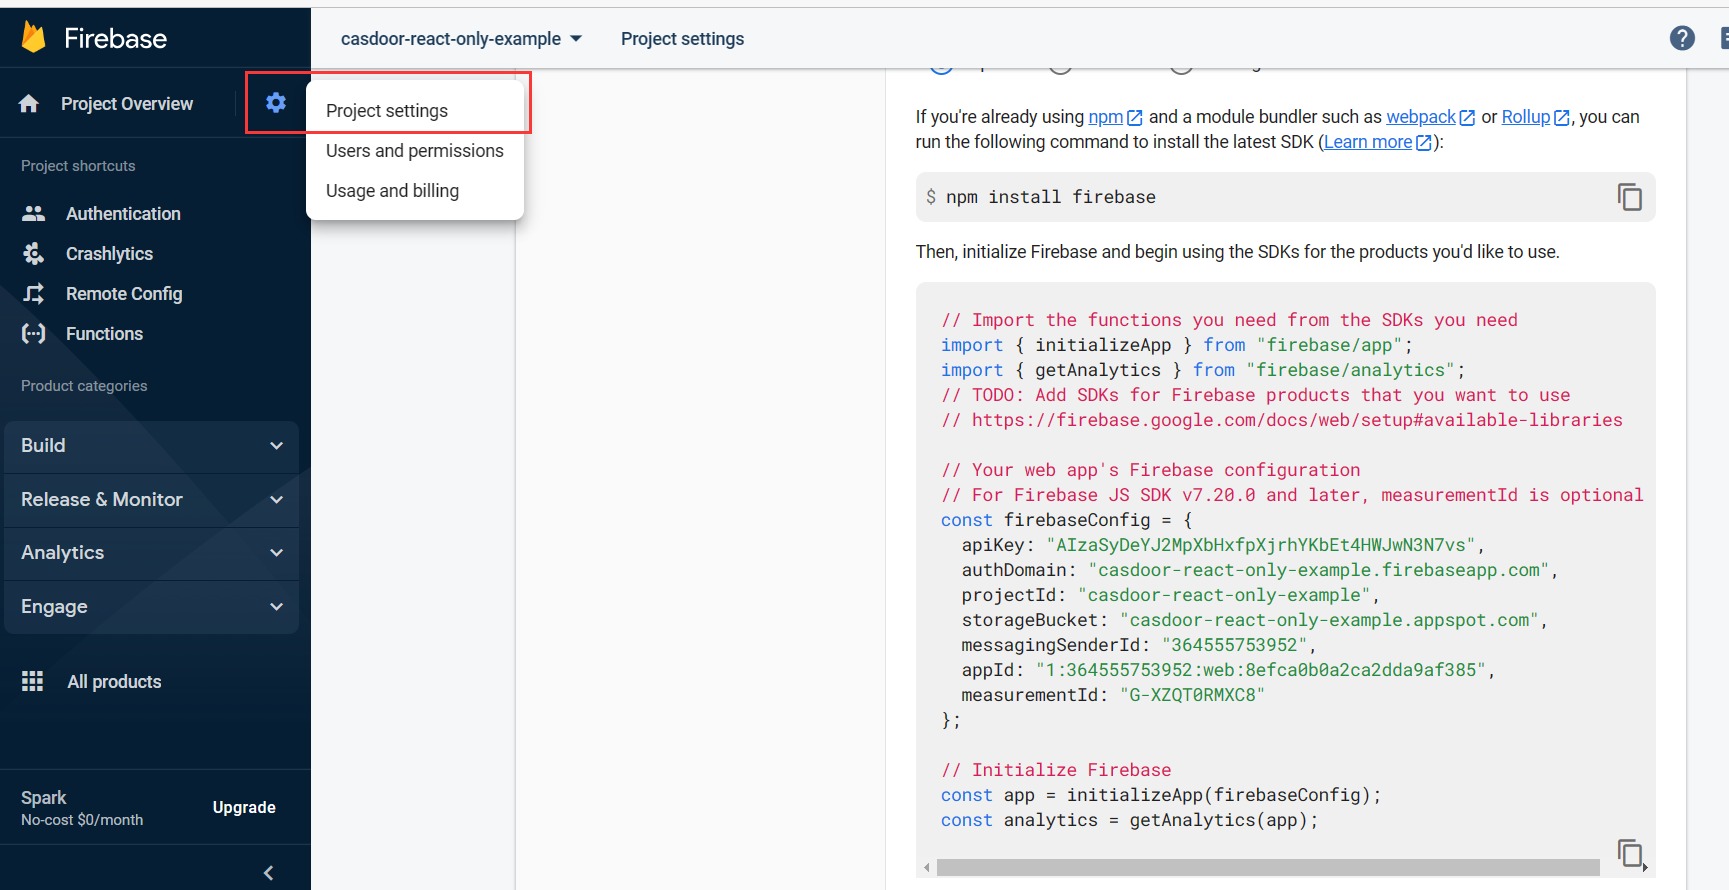 Firebase
casdoor-react-only-example
Project settings
Project Overview
Project settings
Users and permissions
Usage and billing
Project shortcuts
Authentication
Crashlytics
Remote Config
Functions
Product categories
Build
Release & Monitor
Analytics
Engage
All products
Spark
No-cost $0/month
Upgrade
If you're already using npm and a module bundler such as webpack or Rollup, you can
run the following command to install the latest SDK (Learn more):
$ npm install firebase
Then, initialize Firebase and begin using the SDKs for the products you'd like to use.
// Import the functions you need from the SDKs you need
import { initializeApp } from "firebase/app";
import { getAnalytics } from "firebase/analytics";
// TODO: Add SDKs for Firebase products that you want to use
// https://firebase.google.com/docs/web/setup#available-libraries
// Your web app's Firebase configuration
// For Firebase JS SDK v7.20.0 and later, measurementId is optional
const firebaseConfig = {
apiKey: "AIzaSyDeYJ2MpXbHxfpXjrhYKbEt4HWJwN3N7vs",
authDomain: "casdoor-react-only-example.firebaseapp.com",
projectId: "casdoor-react-only-example",
storageBucket: "casdoor-react-only-example.appspot.com",
messagingSenderId: "364555753952",
appId: "1:364555753952:web:8efca0b0a2ca2dda9af385",
measurementId: "G-XZQT0RMXC8"
};
// Initialize Firebase
const app = initializeApp(firebaseConfig);
const analytics = getAnalytics(app);